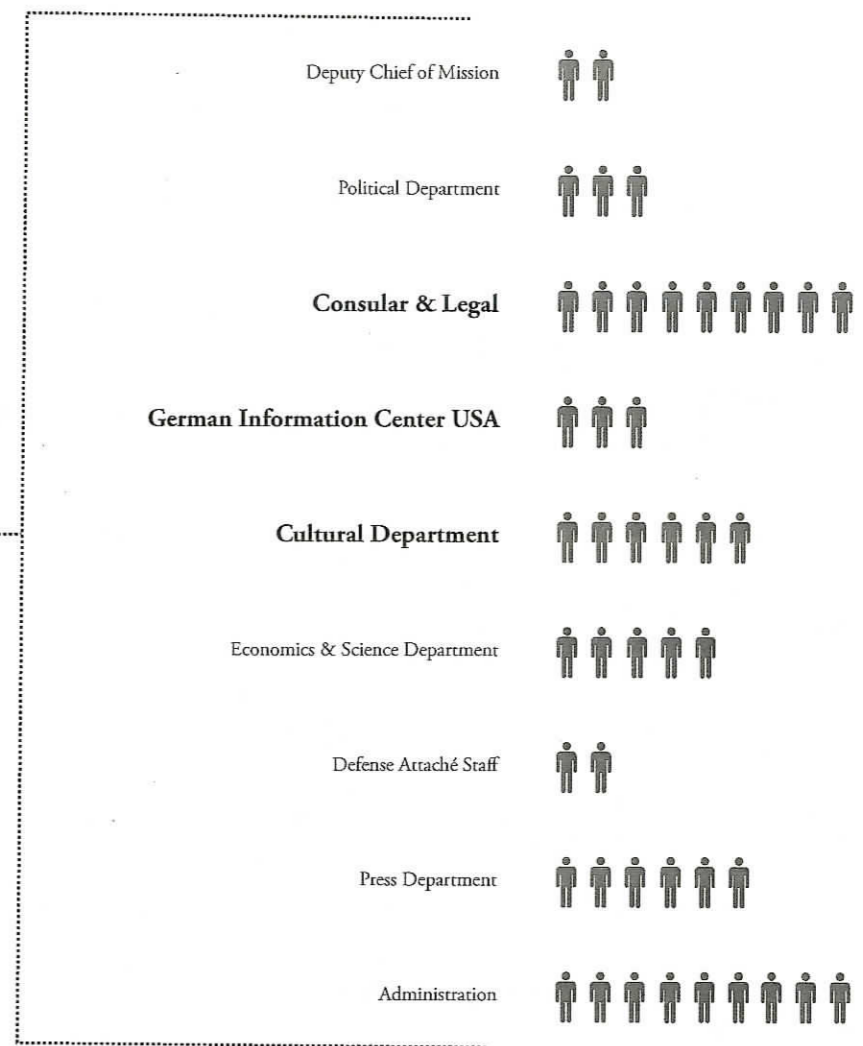 Deputy Chief of Mission
Political Department
Consular & Legal
German Information Center USA
Cultural Department
Economics & Science Department
Defense Attaché Staff
Press Department
Administration